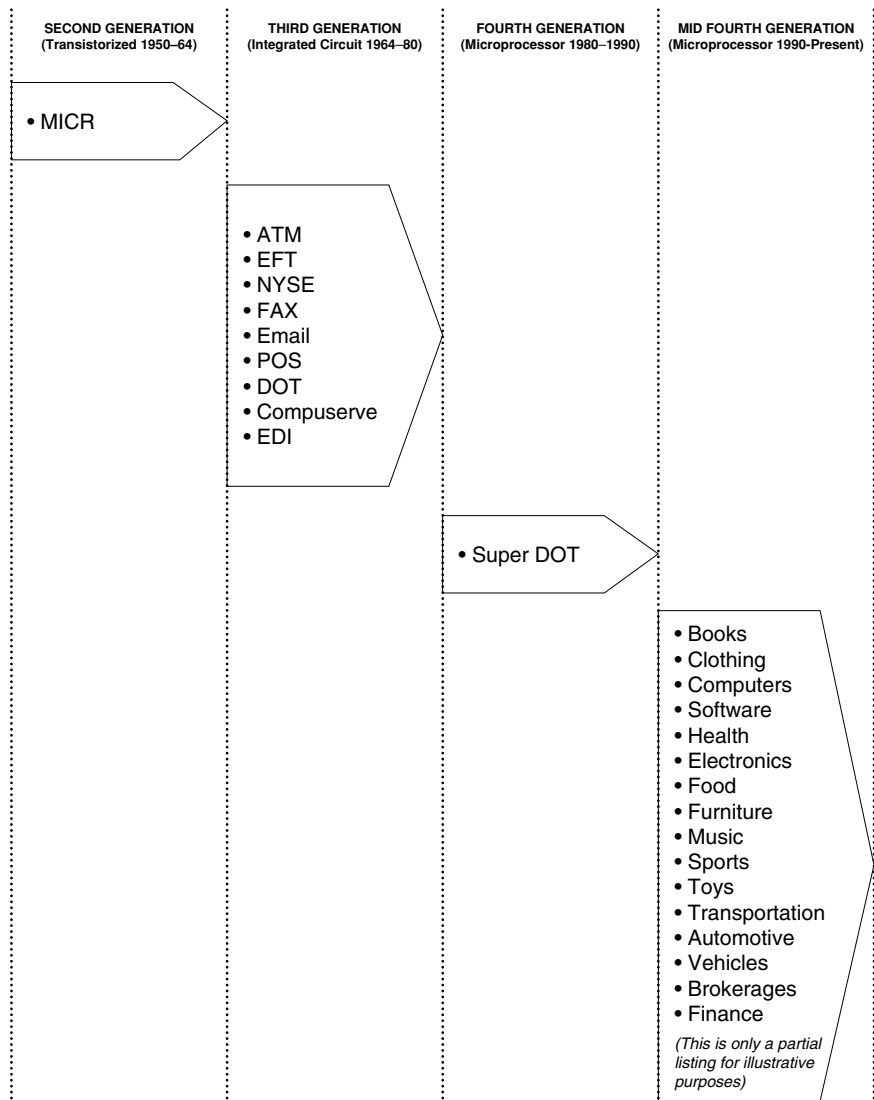 SECOND GENERATION
(Transistorized 1950–64)
THIRD GENERATION
(Integrated Circuit 1964–80)
FOURTH GENERATION
(Microprocessor 1980–1990)
MID FOURTH GENERATION
(Microprocessor 1990-Present)
• MICR
• ATM
• EFT
• NYSE
• FAX
• Email
• POS
• DOT
• Compuserve
• EDI
• Super DOT
• Books
• Clothing
• Computers
• Software
• Health
• Electronics
• Food
• Furniture
• Music
• Sports
• Toys
• Transportation
• Automotive
• Vehicles
• Brokerages
• Finance
(This is only a partial
listing for illustrative
purposes)